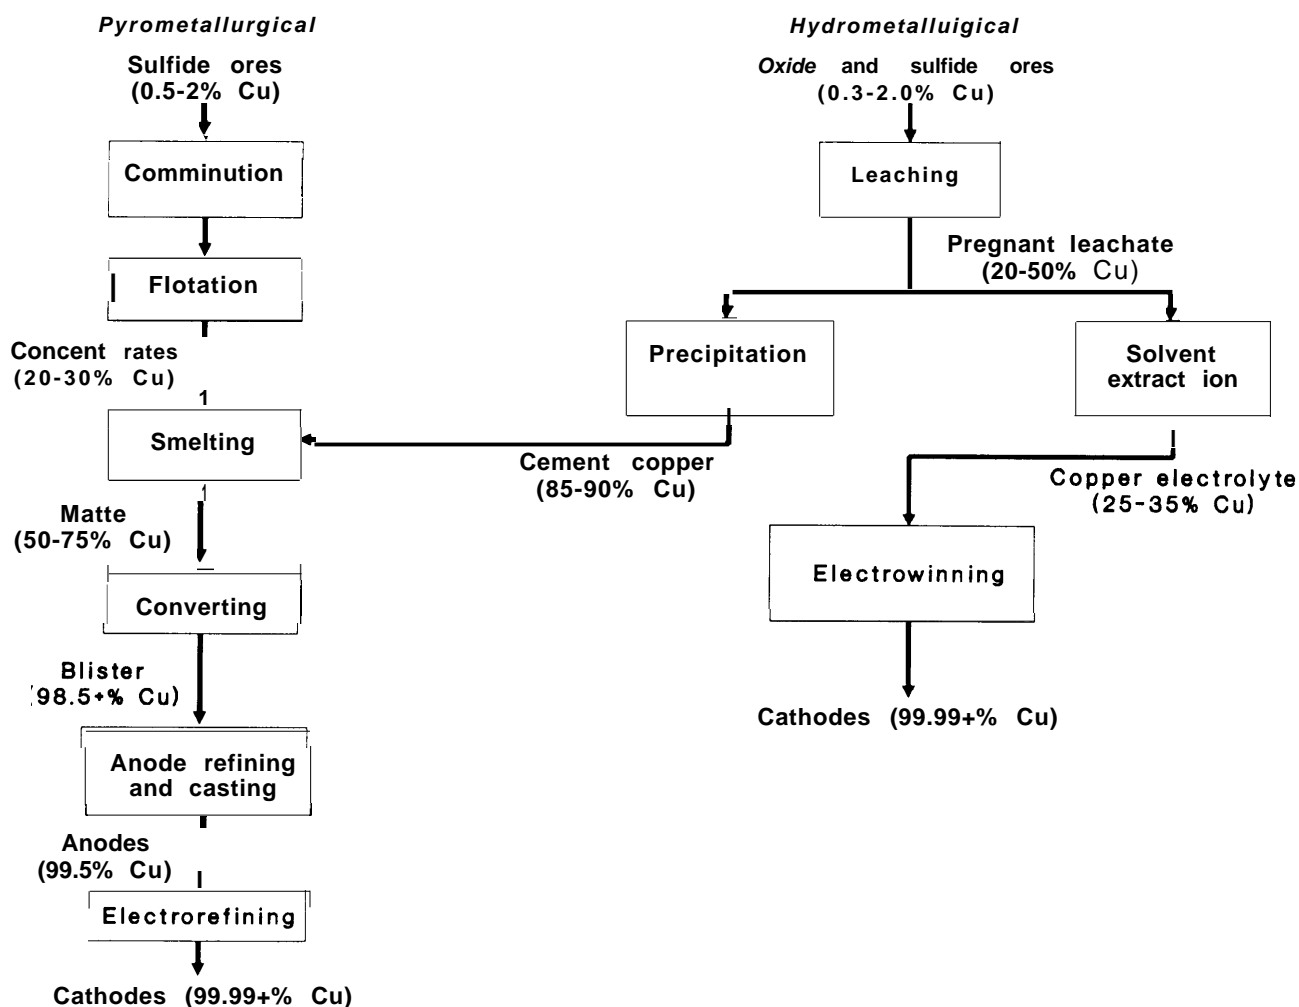 Pyrometallurgical
Sulfide ores
(0.5-2% Cu)
Comminution
Flotation
Concent rates
(20-30% Cu)
1
Smelting
1
Matte
(50-75% Cu)
Converting
Blister
(98.5+% Cu)
Anode refining
and casting
Anodes
(99.5% Cu)
Electrorefining
Cathodes (99.99+% Cu)
Hydrometalluigical
Oxide and sulfide ores
(0.3-2.0% Cu)
Leaching
Pregnant leachate
(20-50% Cu)
Precipitation
Solvent
extract ion
Cement copper
(85-90% Cu)
Copper electrolyte
(25-35% Cu)
Electrowinning
Cathodes (99.99+% Cu)